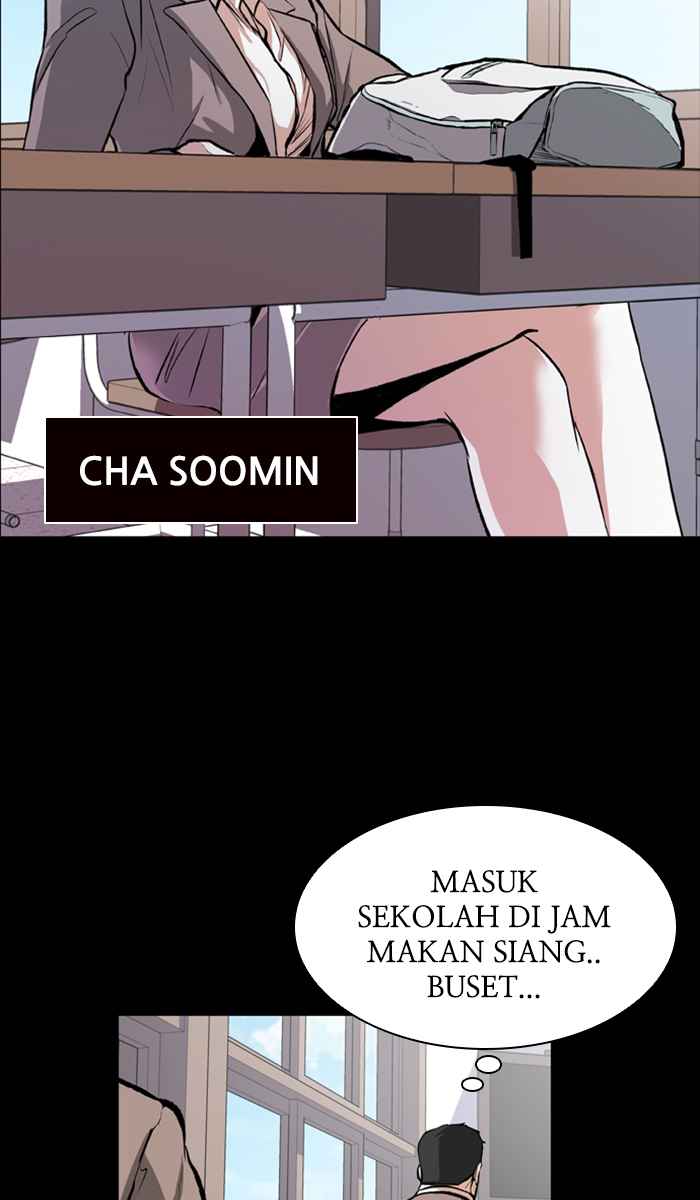 CHA SOOMIN
MASUK
SEKOLAH DI JAM
MAKAN SIANG..
BUSET...